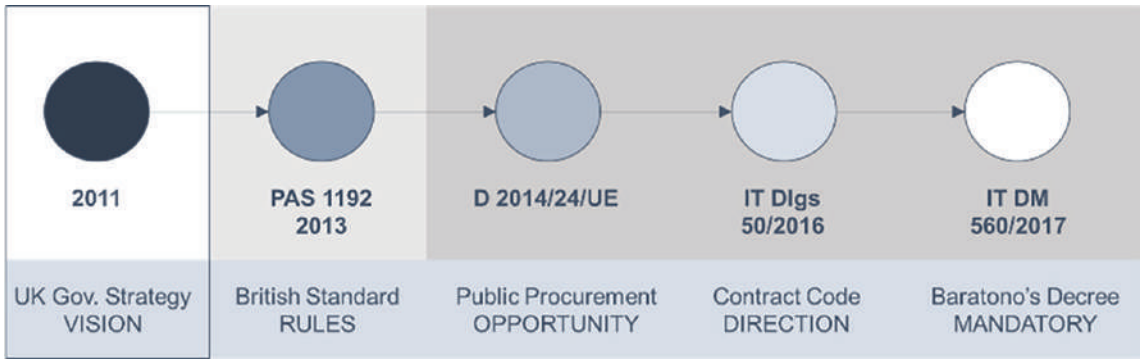 2011
PAS 1192
2013
D 2014/24/UE
IT Dlgs
50/2016
IT DM
560/2017
UK Gov. Strategy
VISION
British Standard
RULES
Public Procurement
OPPORTUNITY
Contract Code
DIRECTION
Baratono's Decree
MANDATORY